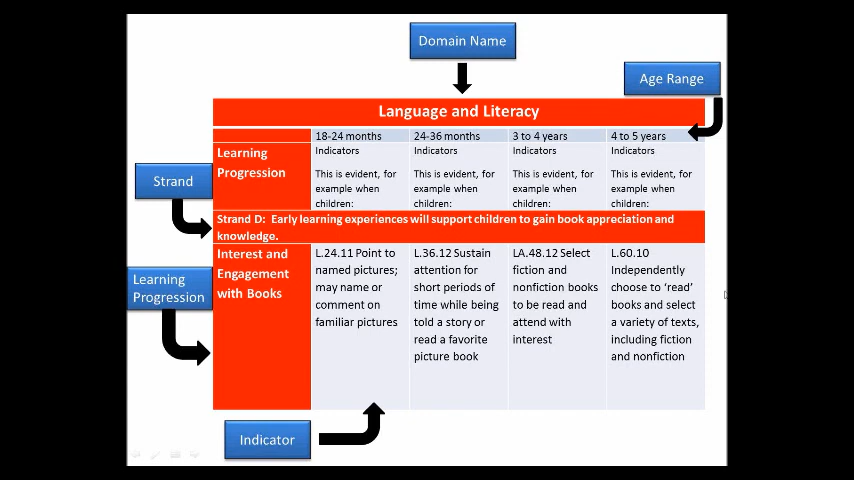 Domain Name
Age Range
Language and Literacy
18-24 months
24-36 months
3 to 4 years
4 to 5 years
Learning
Progression
Indicators
This is evident, for
example when
children:
Indicators
This is evident, for
example when
children:
Indicators
This is evident, for
example when
children:
Indicators
This is evident, for
example when
children:
Strand
Strand D: Early learning experiences will support children to gain book appreciation and
knowledge.
Learning
Progression
Interest and
Engagement
with Books
L.24.11 Point to
named pictures;
may name or
comment on
familiar pictures
L.36.12 Sustain
attention for
short periods of
time while being
told a story or
read a favorite
picture book
LA.48.12 Select
fiction and
nonfiction books
to be read and
attend with
interest
L.60.10
Independently
choose to ‘read’
books and select
a variety of texts,
including fiction
and nonfiction
Indicator